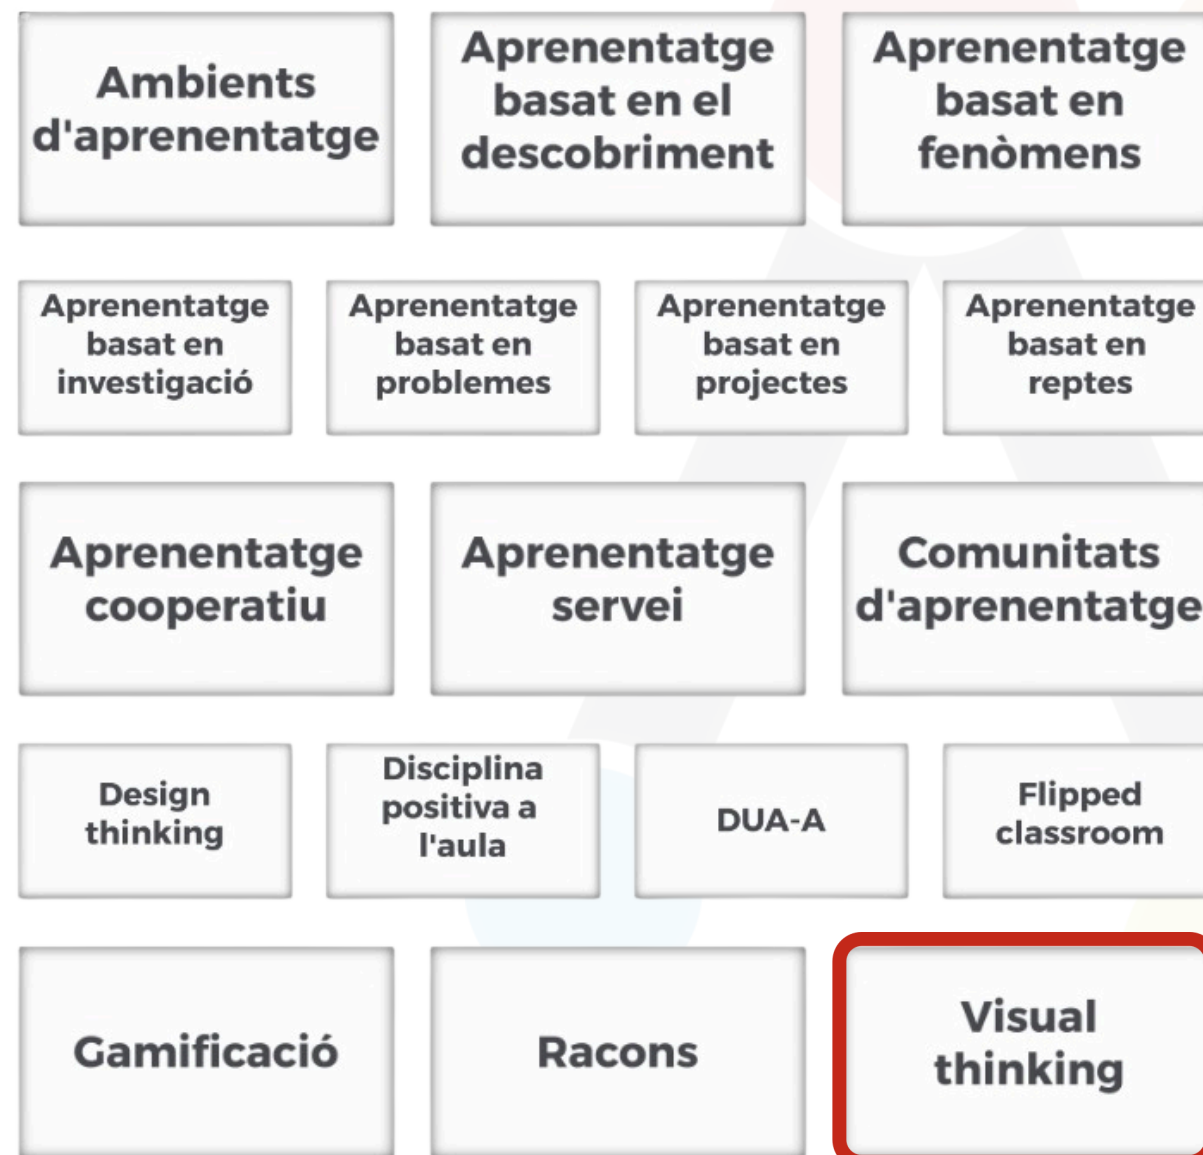 Ambients
d'aprenentatge
Aprenentatge
basat en el
descobriment
Aprenentatge
basat en
fenòmens
Aprenentatge
basat en
investigació
Aprenentatge
basat en
problemes
Aprenentatge
basat en
projectes
Aprenentatge
basat en
reptes
Aprenentatge
cooperatiu
Aprenentatge
servei
Comunitats
d'aprenentatge
Design
thinking
Disciplina
positiva a
l'aula
DUA-A
Flipped
classroom
Gamificació
Racons
Visual
thinking